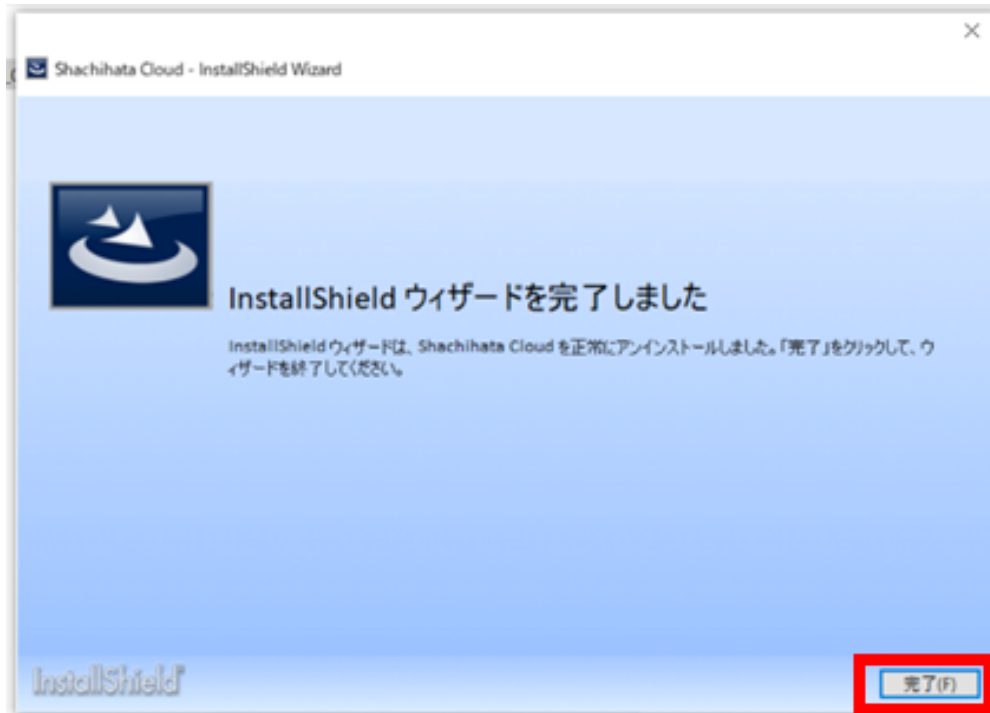 Shachihata Cloud - InstallShield Wizard
InstallShield ウィザードを完了しました
InstallShield ウィザードは、Shachihata Cloud を正常にアンインストールしました。「完了」をクリックして、ウ
ィザードを終了してください。
InstallShield
完了(F)